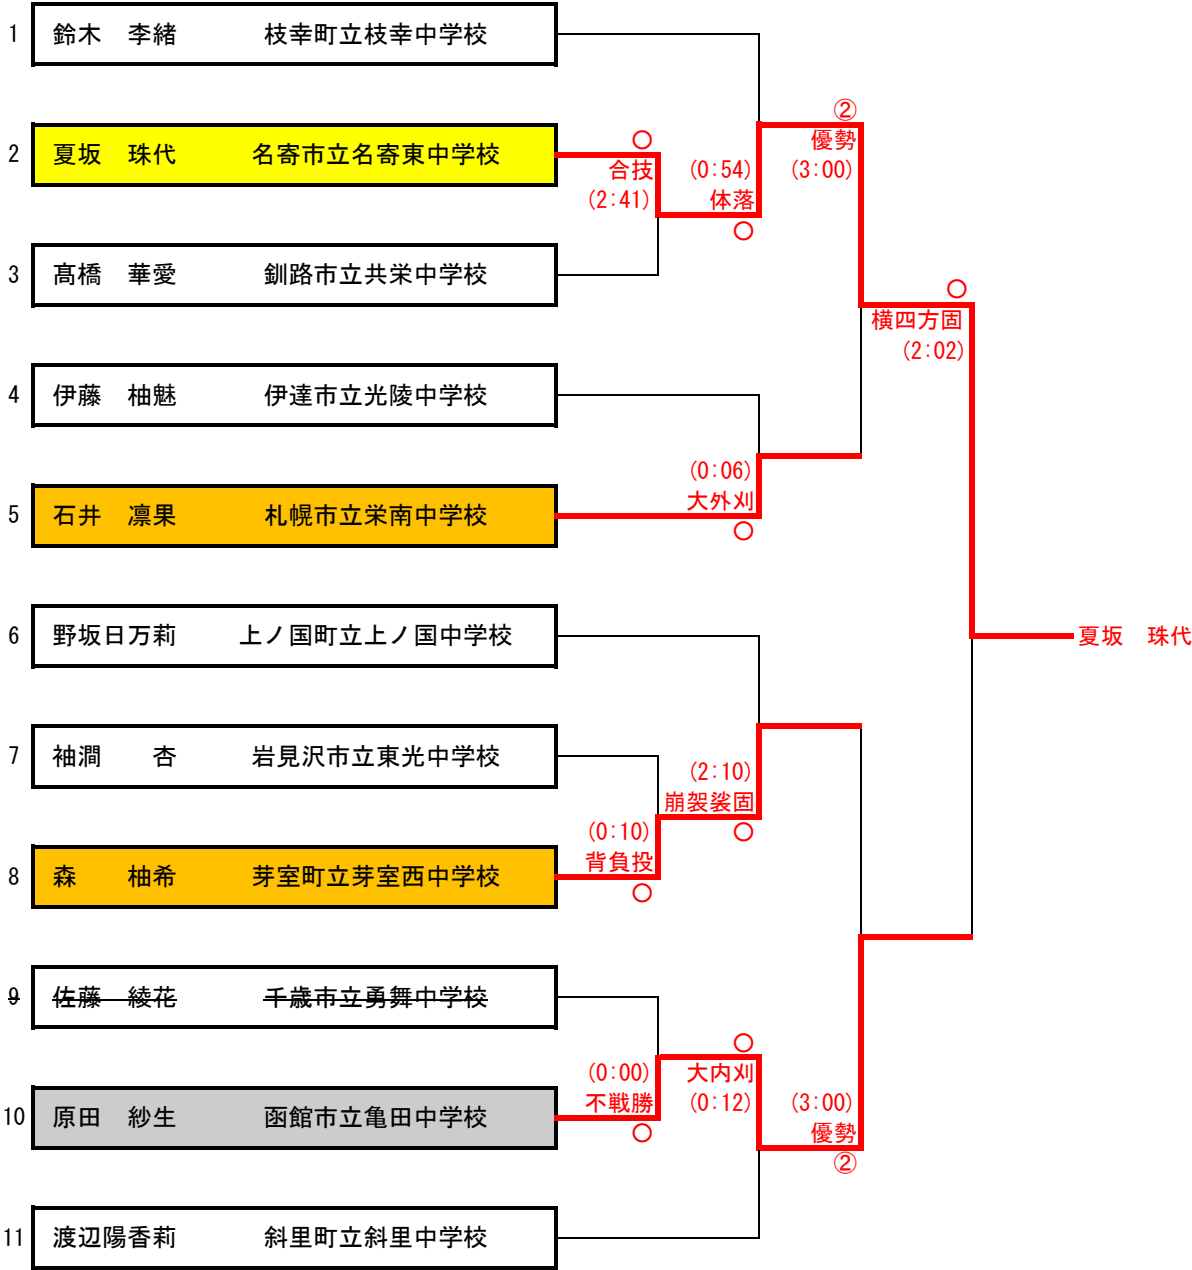 1 鈴木　李緒 枝幸町立枝幸中学校
②
2 夏坂　珠代 名寄市立名寄東中学校
○
優勢
合技
(0:54)
(3:00)
(2:41)
体落
○
3 髙橋　華愛 釧路市立共栄中学校
○
横四方固
(2:02)
4 伊藤　柚魅 伊達市立光陵中学校
(0:06)
大外刈
5 石井　凛果 札幌市立栄南中学校
○
6 野坂日万莉 上ノ国町立上ノ国中学校
夏坂　珠代
7 袖澗　　杏 岩見沢市立東光中学校
(2:10)
崩袈裟固
(0:10)
○
背負投
8 森　　柚希 芽室町立芽室西中学校
○
9 佐藤　綾花 千歳市立勇舞中学校
○
(0:00)
大内刈
不戦勝
(0:12)
(3:00)
10 原田　紗生 函館市立亀田中学校
○
優勢
②
11 渡辺陽香莉 斜里町立斜里中学校